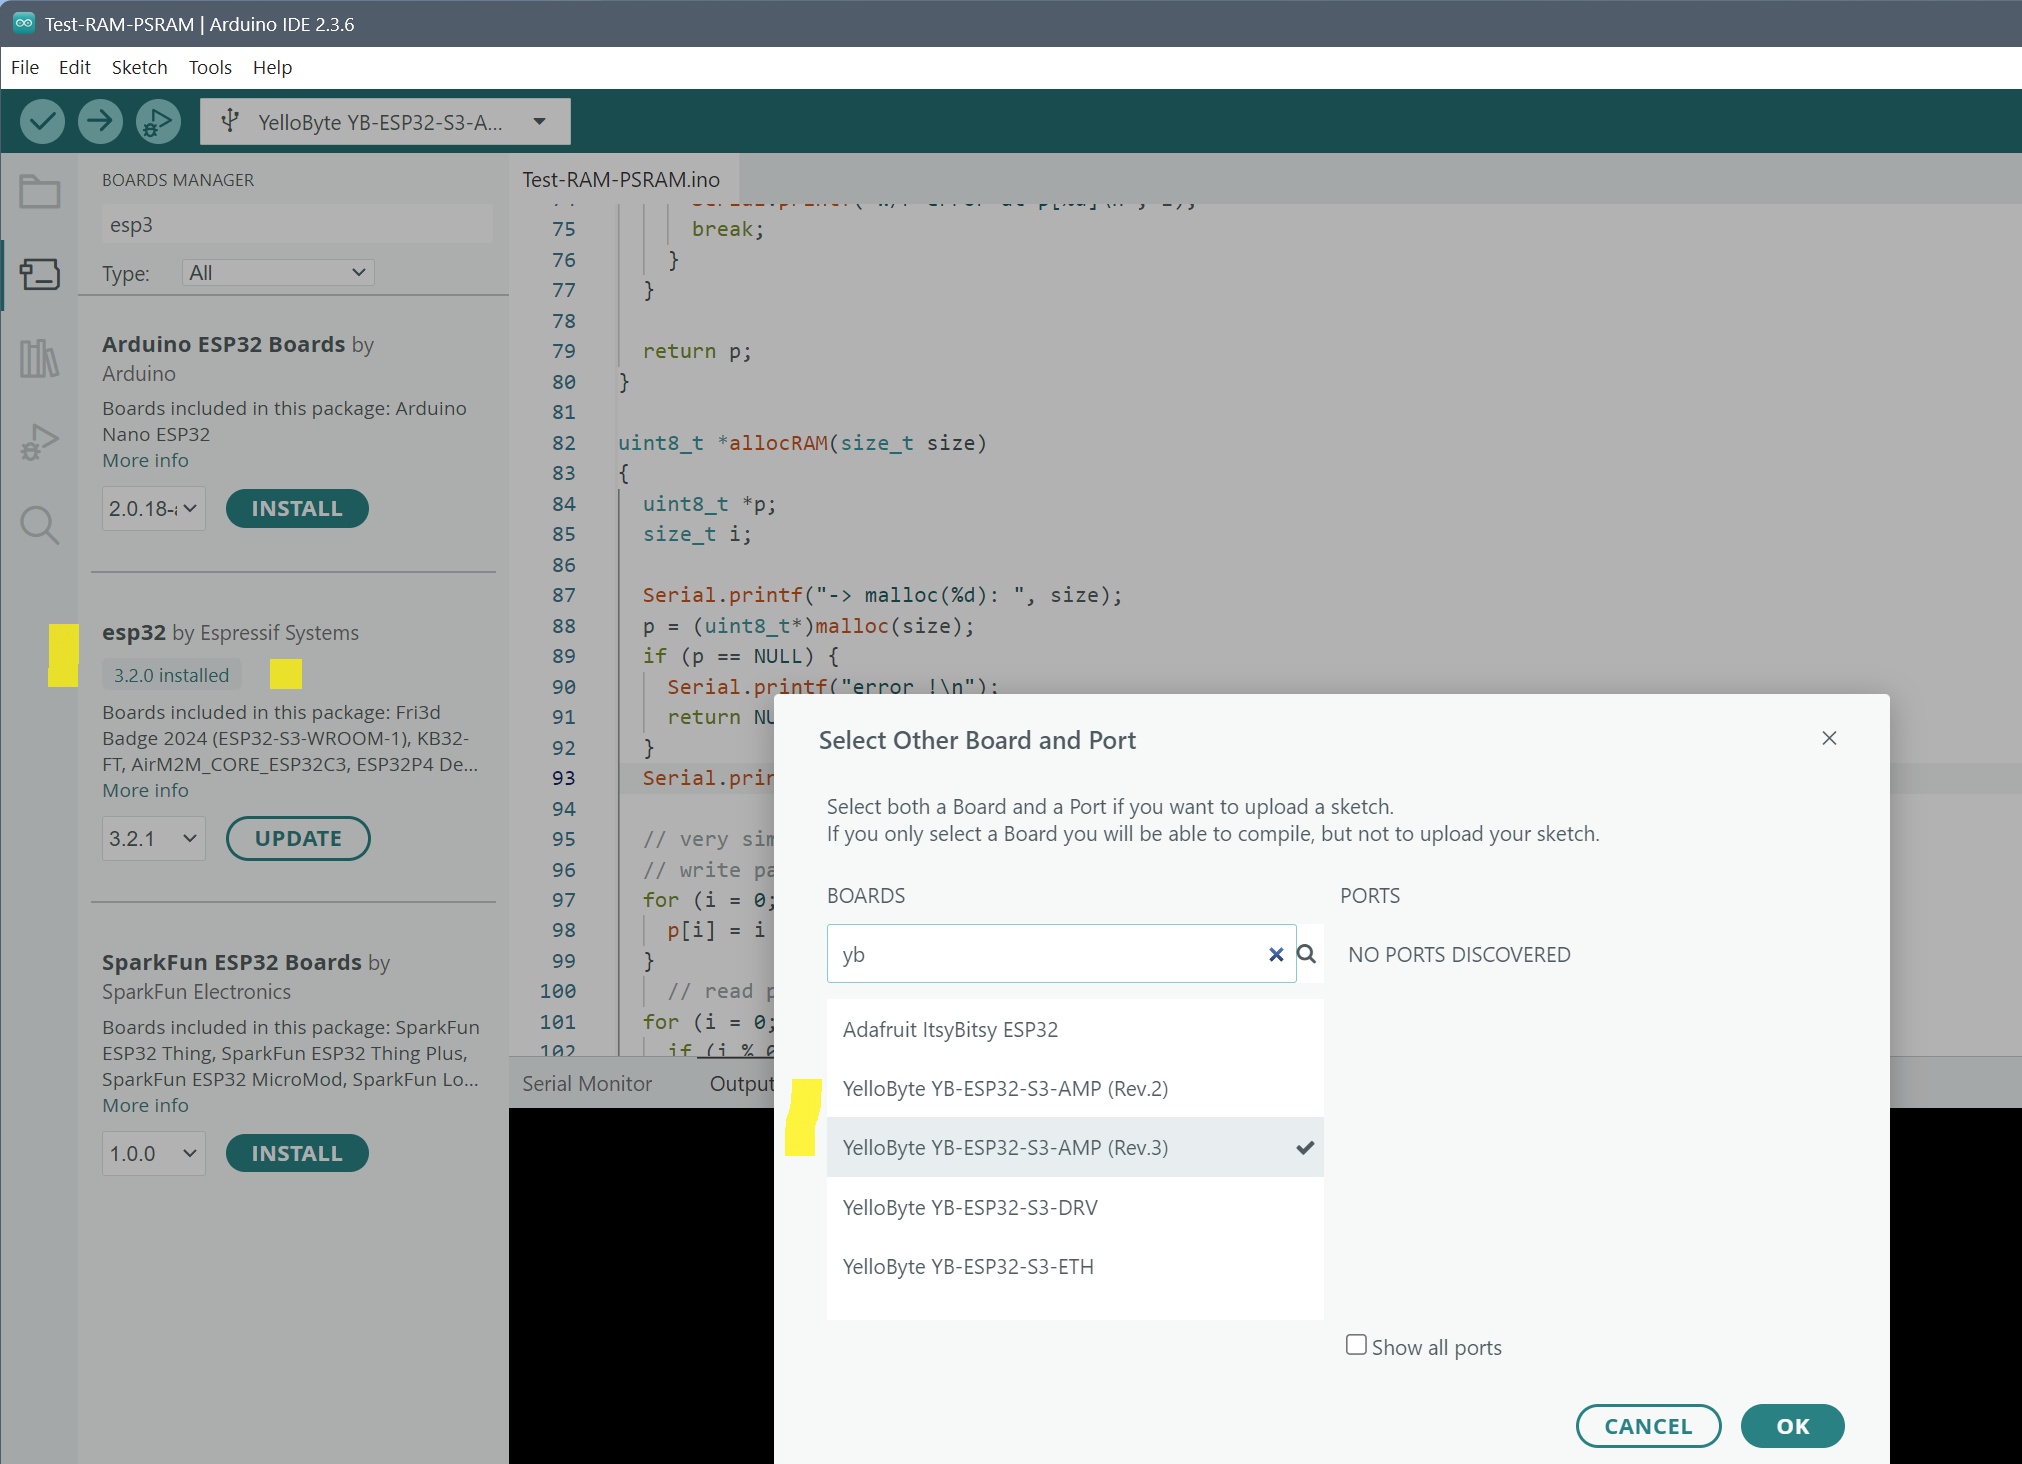 Test-RAM-PSRAM | Arduino IDE 2.3.6
File Edit Sketch Tools Help
YelloByte YB-ESP32-S3-A...
BOARDS MANAGER
esp3
Type: All
Arduino ESP32 Boards by
Arduino
Boards included in this package: Arduino
Nano ESP32
More info
2.0.18- INSTALL
esp32 by Espressif Systems
3.2.0 installed
Boards included in this package: Fri3d
Badge 2024 (ESP32-S3-WROOM-1), KB32-
FT, AirM2M_CORE_ESP32C3, ESP32P4 De...
More info
3.2.1 UPDATE
SparkFun ESP32 Boards by
SparkFun Electronics
Boards included in this package: SparkFun
ESP32 Thing, SparkFun ESP32 Thing Plus,
SparkFun ESP32 MicroMod, SparkFun Lo...
More info
1.0.0 INSTALL
Test-RAM-PSRAM.ino
75 break;
76 }
77 }
78
79 return p;
80 }
81
82 uint8_t *allocRAM(size_t size)
83 {
84 uint8_t *p;
85 size_t i;
86
87 Serial.printf("-> malloc(%d): ", size);
88 p = (uint8_t*)malloc(size);
89 if (p == NULL) {
90 Serial.printf("error !\n");
91 return NU
92 }
93 Serial.prin
94
95 // very sim
96 // write pa
97 for (i = 0;
98 p[i] = i
99 }
100 // read p
101 for (i = 0;
102 if (i %
Serial Monitor Output
Select Other Board and Port
Select both a Board and a Port if you want to upload a sketch.
If you only select a Board you will be able to compile, but not to upload your sketch.
BOARDS
yb
Adafruit ItsyBitsy ESP32
YelloByte YB-ESP32-S3-AMP (Rev.2)
YelloByte YB-ESP32-S3-AMP (Rev.3)
YelloByte YB-ESP32-S3-DRV
YelloByte YB-ESP32-S3-ETH
PORTS
NO PORTS DISCOVERED
Show all ports
CANCEL OK